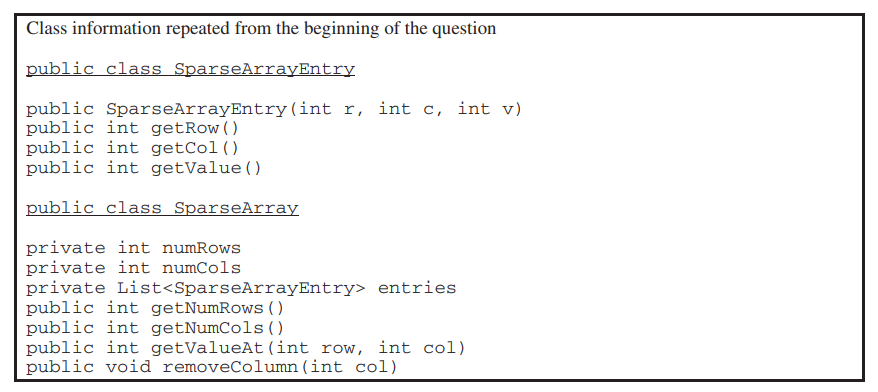 Class information repeated from the beginning of the question
public class SparseArrayEntry
public SparseArrayEntry(int r, int c, int v)
public int getRow()
public int getCol()
public int getValue()
public class SparseArray
private int numRows
private int numCols
private List<SparseArrayEntry> entries
public int getNumRows()
public int getNumCols()
public int getValueAt(int row, int col)
public void removeColumn(int col)